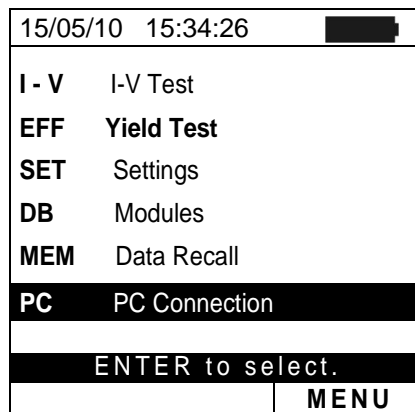 15/05/10 15:34:26
I - V I-V Test
EFF Yield Test
SET Settings
DB Modules
MEM Data Recall
PC PC Connection
ENTER to select.
MENU